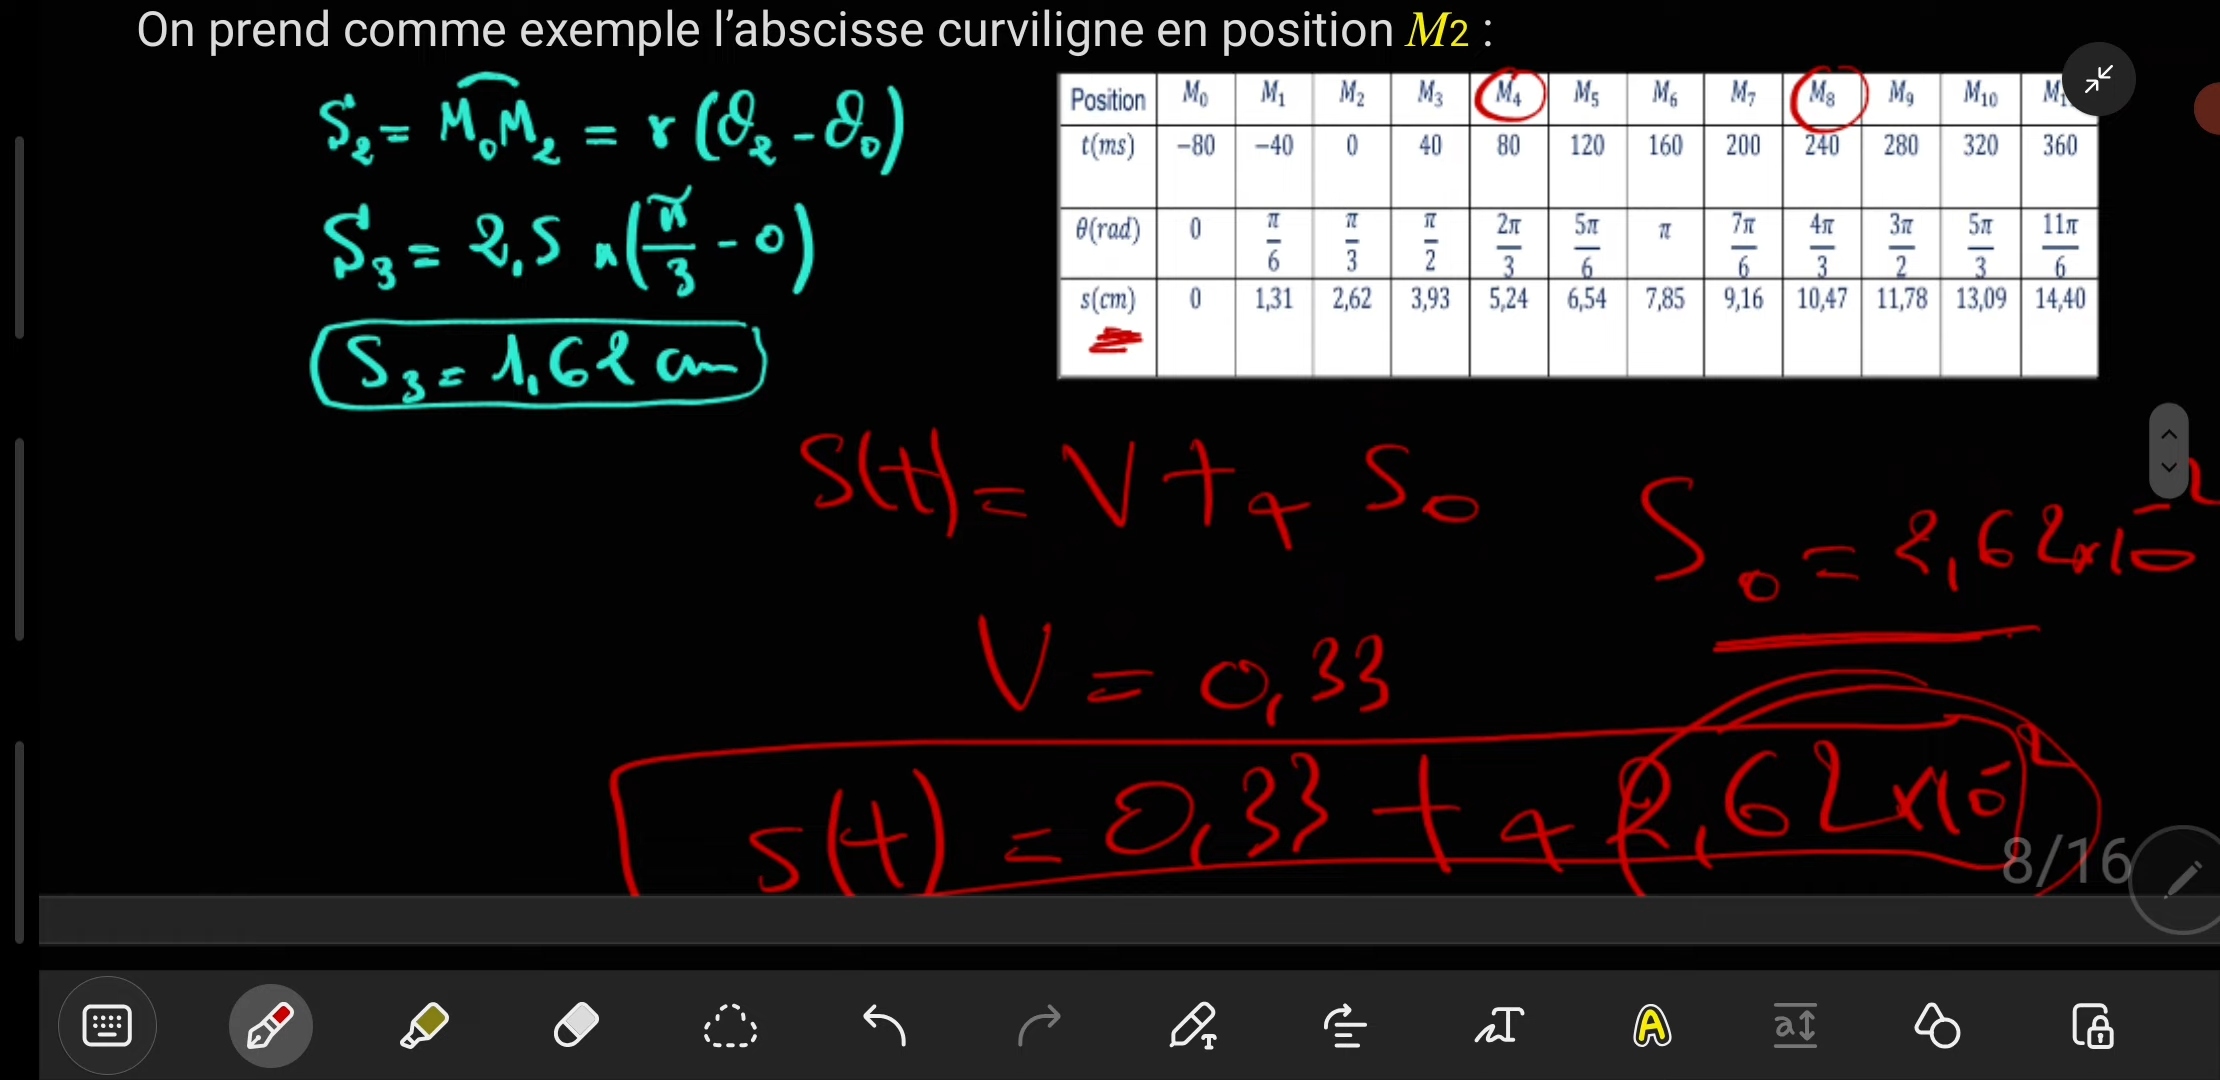 On prend comme exemple l’abscisse curviligne en position M2 :
S2 = M0M2 = r (θ2 - θ0)
S3 = 2,5 x (π/3 - 0)
S3 = 1,62 cm
Position M0 M1 M2 M3 M4 M5 M6 M7 M8 M9 M10
t(ms) −80 −40 0 40 80 120 160 200 240 280 320 360
θ(rad) 0 π/6 π/3 π/2 2π/3 5π/6 π 7π/6 4π/3 3π/2 5π/3 11π/6
s(cm) 0 1,31 2,62 3,93 5,24 6,54 7,85 9,16 10,47 11,78 13,09 14,40
S(t) = Vt + S0
S0 = 2,62x10^-2
V = 0,33
s(t) = 0,33 t + 2,62x10^-2
8/16